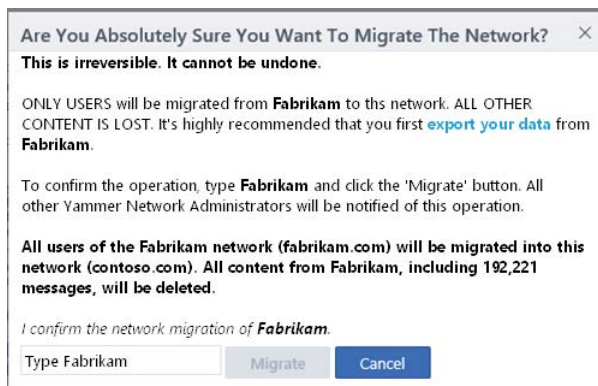 Are You Absolutely Sure You Want To Migrate The Network?
This is irreversible. It cannot be undone.
ONLY USERS will be migrated from Fabrikam to ths network. ALL OTHER
CONTENT IS LOST. It's highly recommended that you first export your data from
Fabrikam.
To confirm the operation, type Fabrikam and click the 'Migrate' button. All
other Yammer Network Administrators will be notified of this operation.
All users of the Fabrikam network (fabrikam.com) will be migrated into this
network (contoso.com). All content from Fabrikam, including 192,221
messages, will be deleted.
I confirm the network migration of Fabrikam.
Type Fabrikam Migrate Cancel